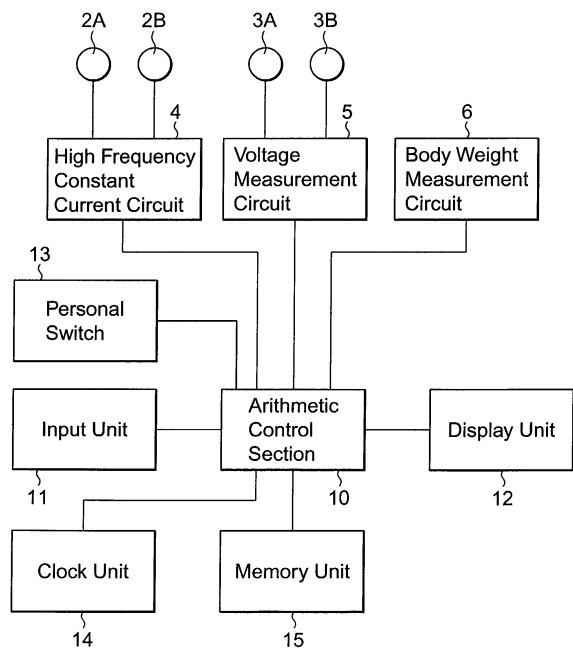 2A
2B
3A
3B
4
5
6
High Frequency
Constant
Current Circuit
Voltage
Measurement
Circuit
Body Weight
Measurement
Circuit
13
Personal
Switch
Input Unit
Arithmetic
Control
Section
Display Unit
11
10
12
Clock Unit
Memory Unit
14
15